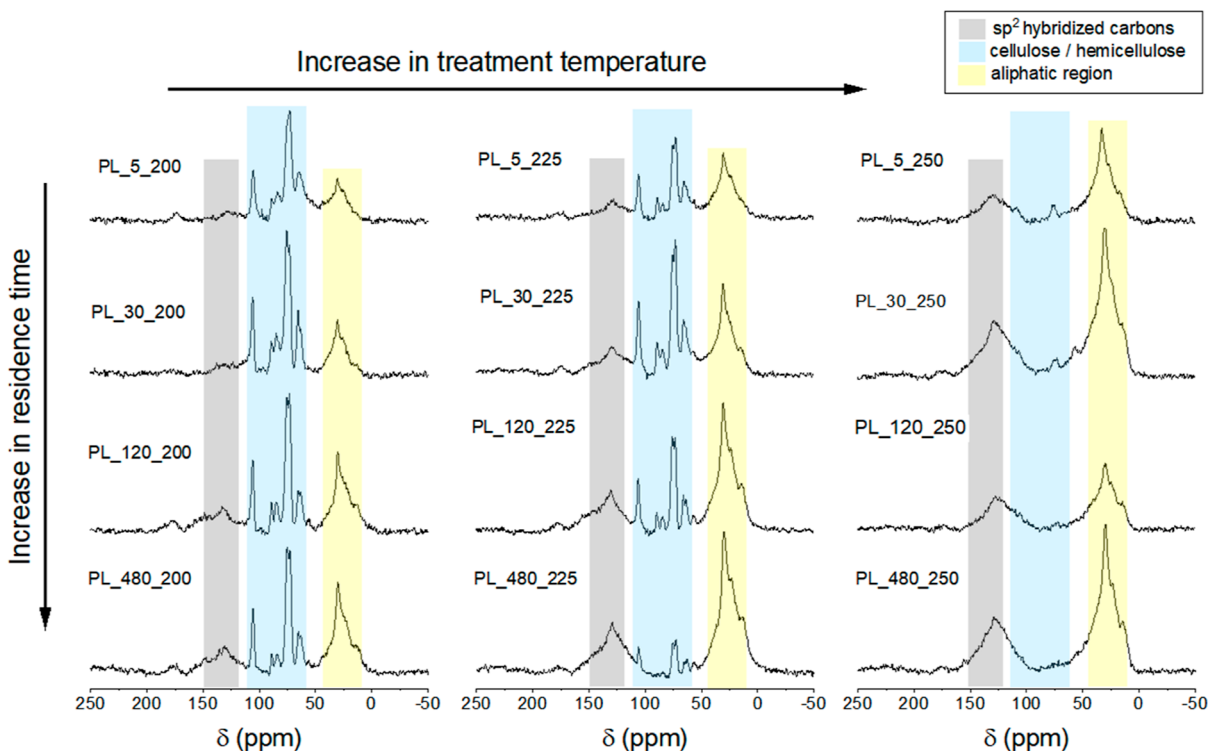 sp² hybridized carbons
cellulose / hemicellulose
aliphatic region
Increase in treatment temperature
Increase in residence time
PL_5_200
PL_30_200
PL_120_200
PL_480_200
250 200 150 100 50 0 -50
δ (ppm)
PL_5_225
PL_30_225
PL_120_225
PL_480_225
250 200 150 100 50 0 -50
δ (ppm)
PL_5_250
PL_30_250
PL_120_250
PL_480_250
250 200 150 100 50 0 -50
δ (ppm)